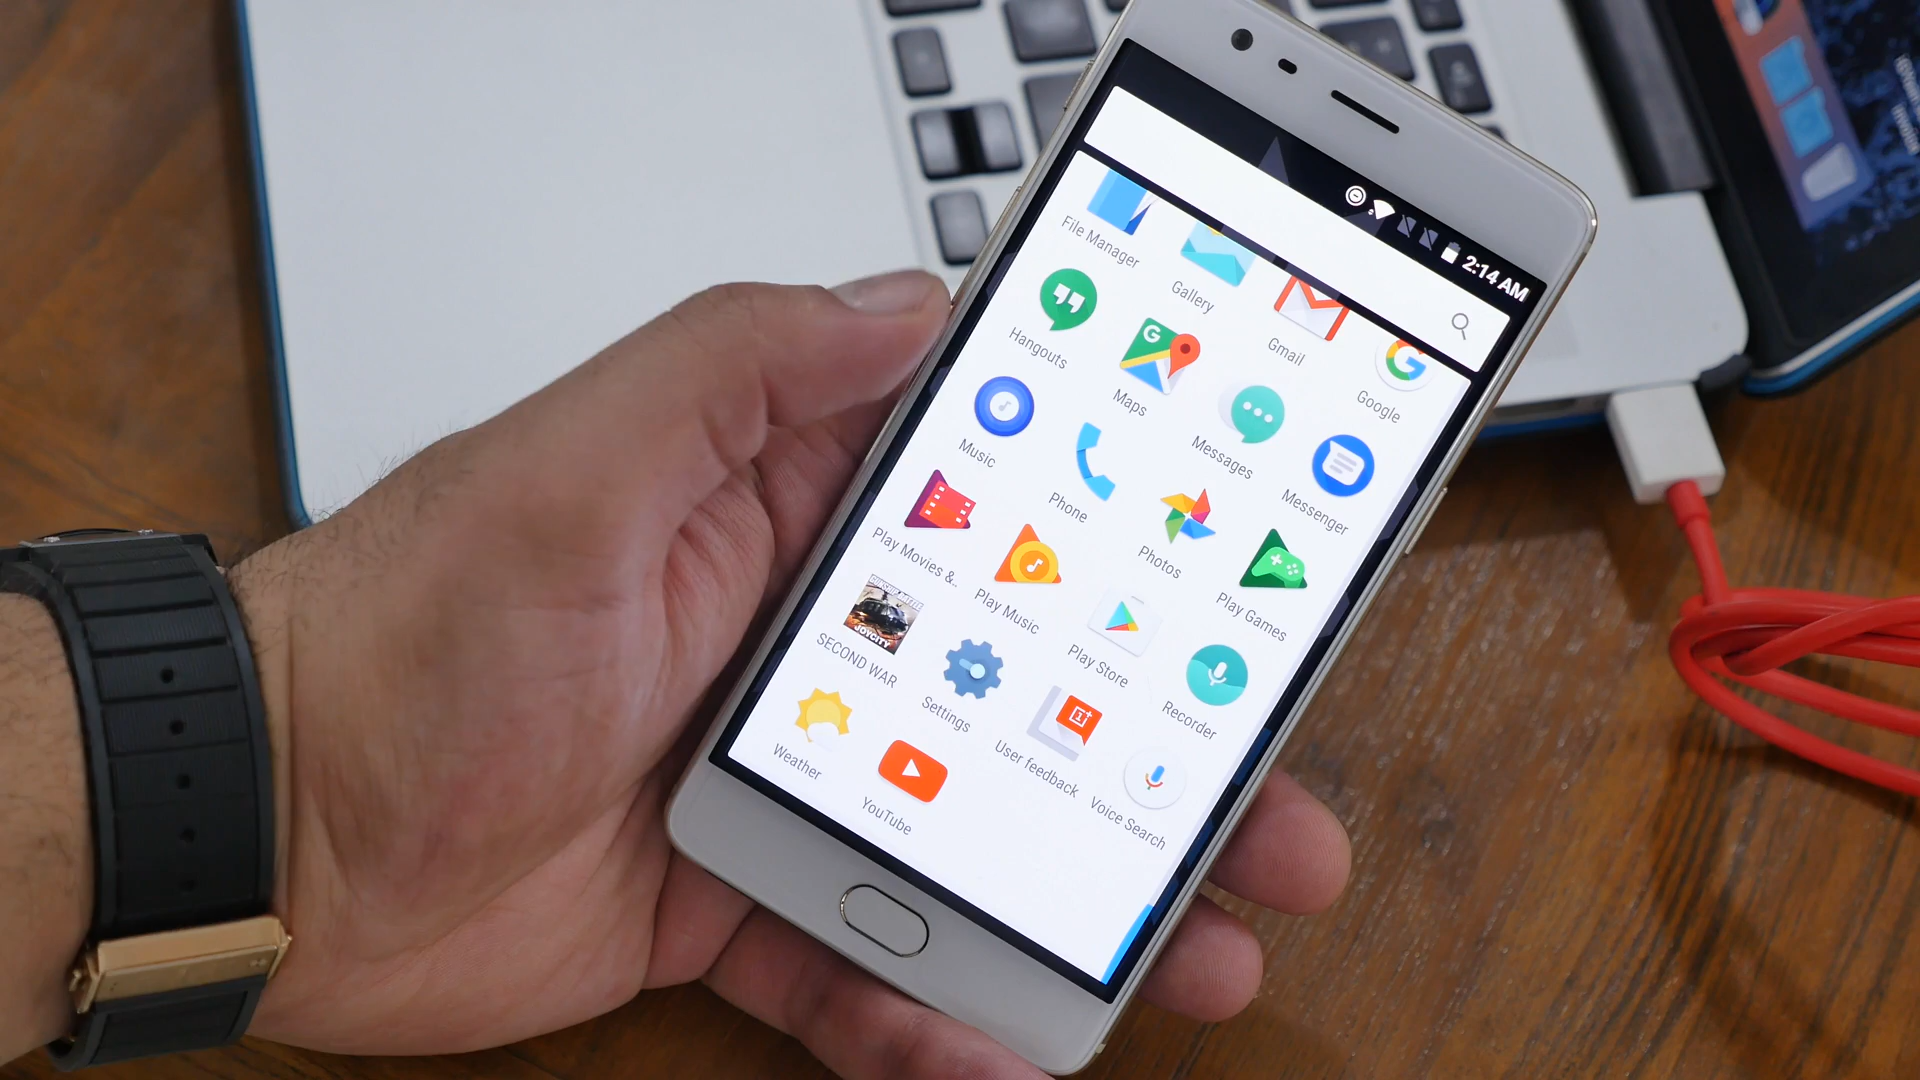 2:14 AM
File Manager
Gallery
Gmail
Google
Hangouts
Maps
Messages
Messenger
Music
Phone
Photos
Play Games
Play Movies &..
Play Music
Play Store
Recorder
JOYCITY
SECOND WAR
Settings
User feedback
Voice Search
Weather
YouTube